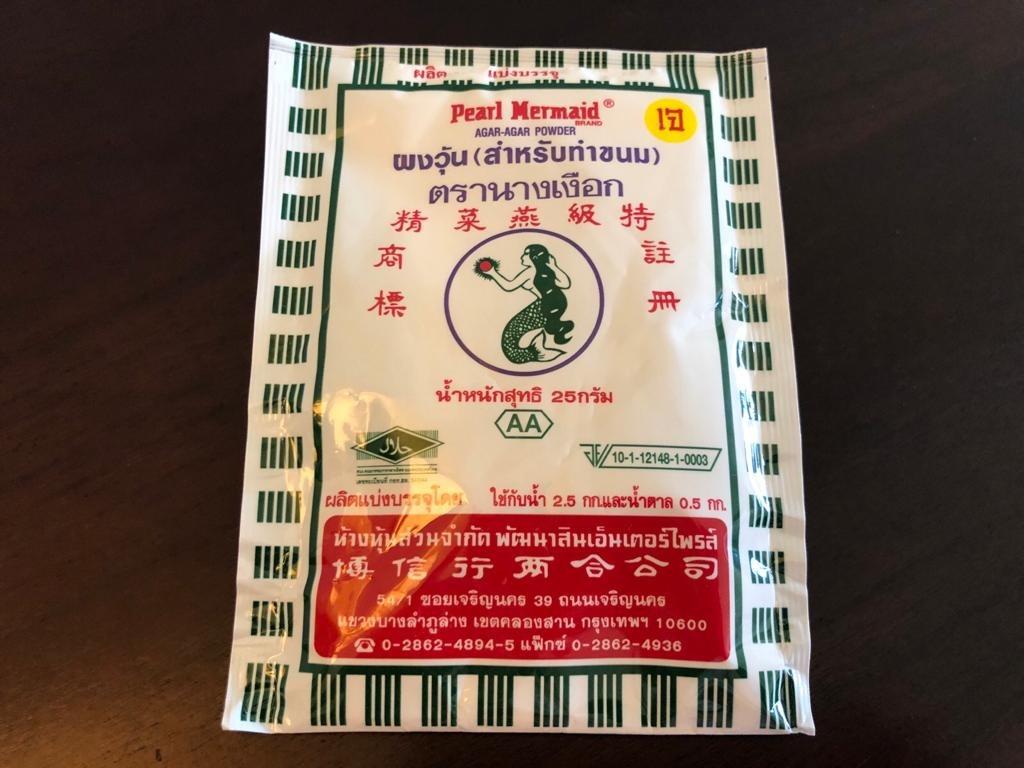 ผลิต แบ่งบรรจุ
Pearl Mermaid®
BRAND
AGAR-AGAR POWDER
เจ
ผงวุ้น (สำหรับทำขนม)
ตรานางเงือก
精菜燕級特
商 註
標 冊
น้ำหนักสุทธิ 25กรัม
AA
حلال
10-1-12148-1-0003
ผลิตแบ่งบรรจุโดย ใช้กับน้ำ 2.5 กก.และน้ำตาล 0.5 กก.
ห้างหุ้นส่วนจำกัด พัฒนาสินเอ็นเตอร์ไพรส์
博信行兩合公司
54/1 ซอยเจริญนคร 39 ถนนเจริญนคร
แขวงบางลำภูล่าง เขตคลองสาน กรุงเทพฯ 10600
☎ 0-2862-4894-5 แฟ็กซ์ 0-2862-4936